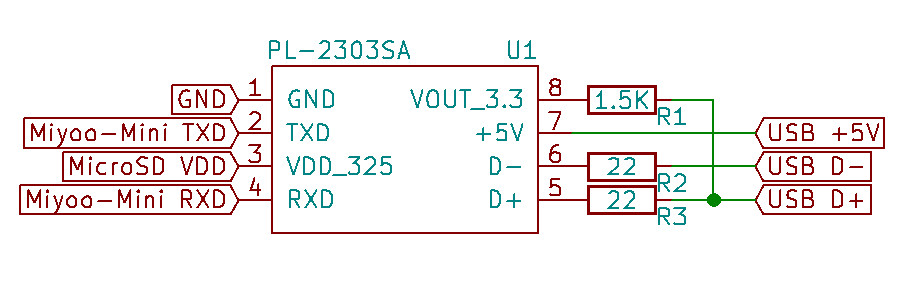 PL-2303SA U1
GND 1 GND VOUT_3.3 8 1.5K R1
Miyoo-Mini TXD 2 TXD +5V 7 USB +5V
MicroSD VDD 3 VDD_325 D- 6 22 R2 USB D-
Miyoo-Mini RXD 4 RXD D+ 5 22 R3 USB D+